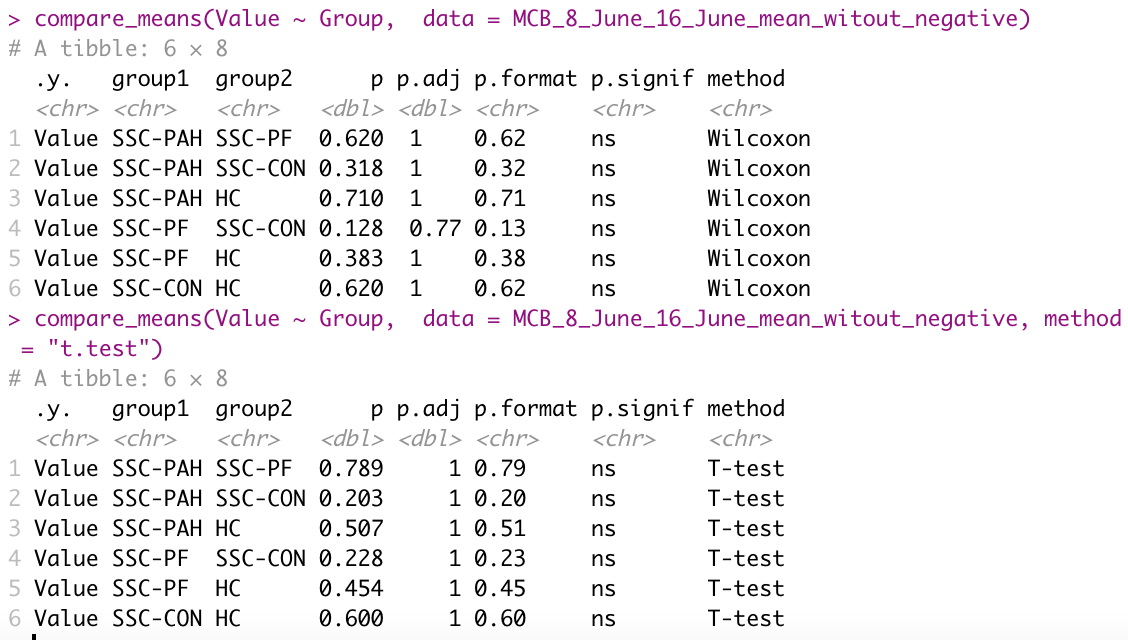 > compare_means(Value ~ Group,  data = MCB_8_June_16_June_mean_witout_negative)
# A tibble: 6 × 8
  .y.   group1  group2      p p.adj p.format p.signif method
  <chr> <chr>   <chr>   <dbl> <dbl> <chr>    <chr>    <chr>
1 Value SSC-PAH SSC-PF  0.620  1    0.62     ns       Wilcoxon
2 Value SSC-PAH SSC-CON 0.318  1    0.32     ns       Wilcoxon
3 Value SSC-PAH HC      0.710  1    0.71     ns       Wilcoxon
4 Value SSC-PF  SSC-CON 0.128  0.77 0.13     ns       Wilcoxon
5 Value SSC-PF  HC      0.383  1    0.38     ns       Wilcoxon
6 Value SSC-CON HC      0.620  1    0.62     ns       Wilcoxon
> compare_means(Value ~ Group,  data = MCB_8_June_16_June_mean_witout_negative, method
 = "t.test")
# A tibble: 6 × 8
  .y.   group1  group2      p p.adj p.format p.signif method
  <chr> <chr>   <chr>   <dbl> <dbl> <chr>    <chr>    <chr>
1 Value SSC-PAH SSC-PF  0.789     1 0.79     ns       T-test
2 Value SSC-PAH SSC-CON 0.203     1 0.20     ns       T-test
3 Value SSC-PAH HC      0.507     1 0.51     ns       T-test
4 Value SSC-PF  SSC-CON 0.228     1 0.23     ns       T-test
5 Value SSC-PF  HC      0.454     1 0.45     ns       T-test
6 Value SSC-CON HC      0.600     1 0.60     ns       T-test